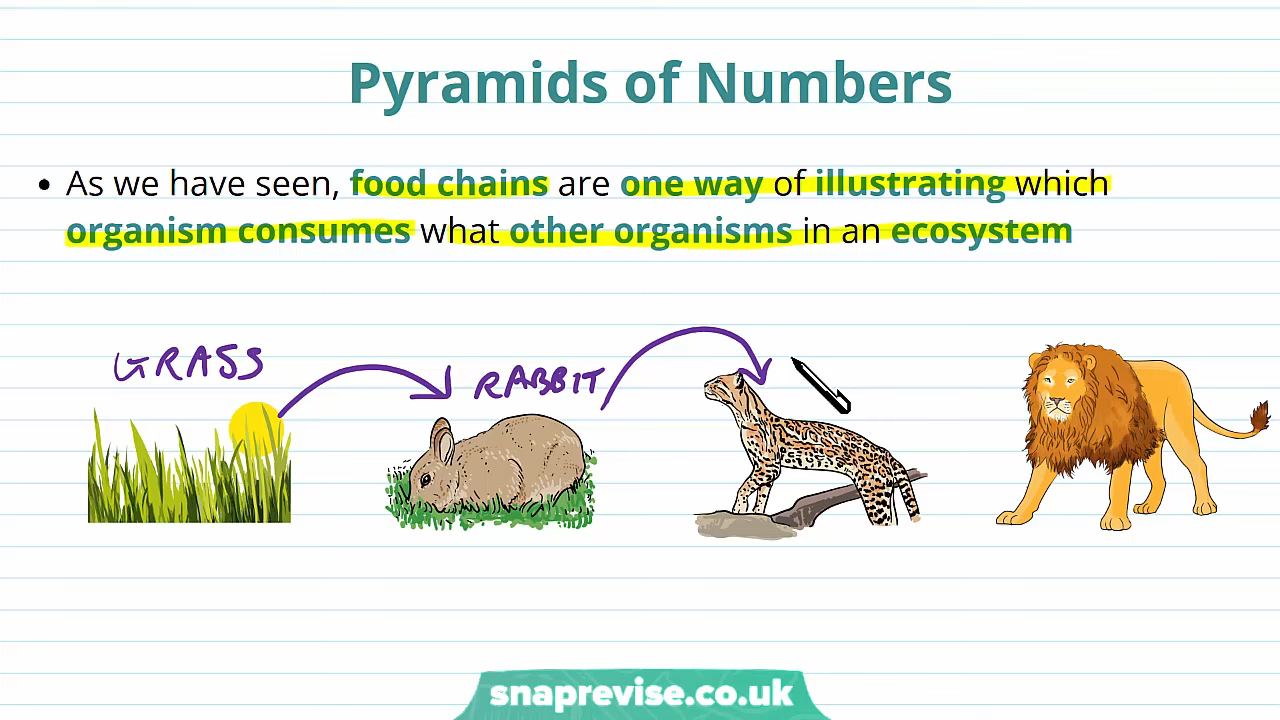 Pyramids of Numbers
• As we have seen, food chains are one way of illustrating which
organism consumes what other organisms in an ecosystem
GRASS
RABBIT
snaprevise.co.uk